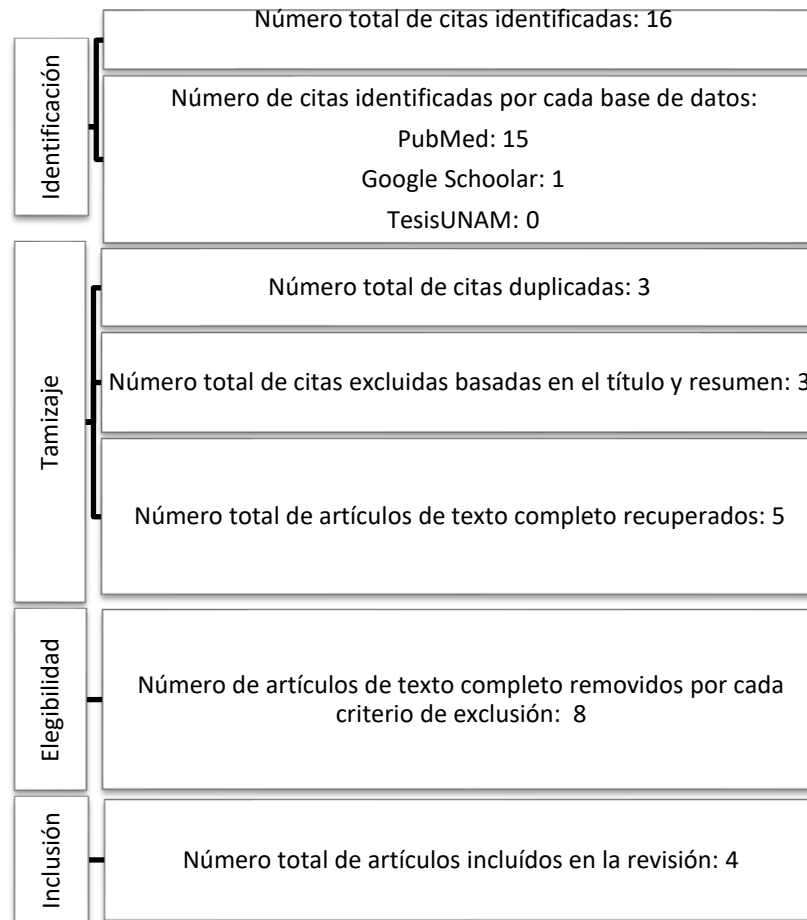 Identificación
Número total de citas identificadas: 16
Número de citas identificadas por cada base de datos:
PubMed: 15
Google Schoolar: 1
TesisUNAM: 0
Tamizaje
Número total de citas duplicadas: 3
Número total de citas excluidas basadas en el título y resumen: 3
Número total de artículos de texto completo recuperados: 5
Elegibilidad
Número de artículos de texto completo removidos por cada
criterio de exclusión: 8
Inclusión
Número total de artículos incluídos en la revisión: 4